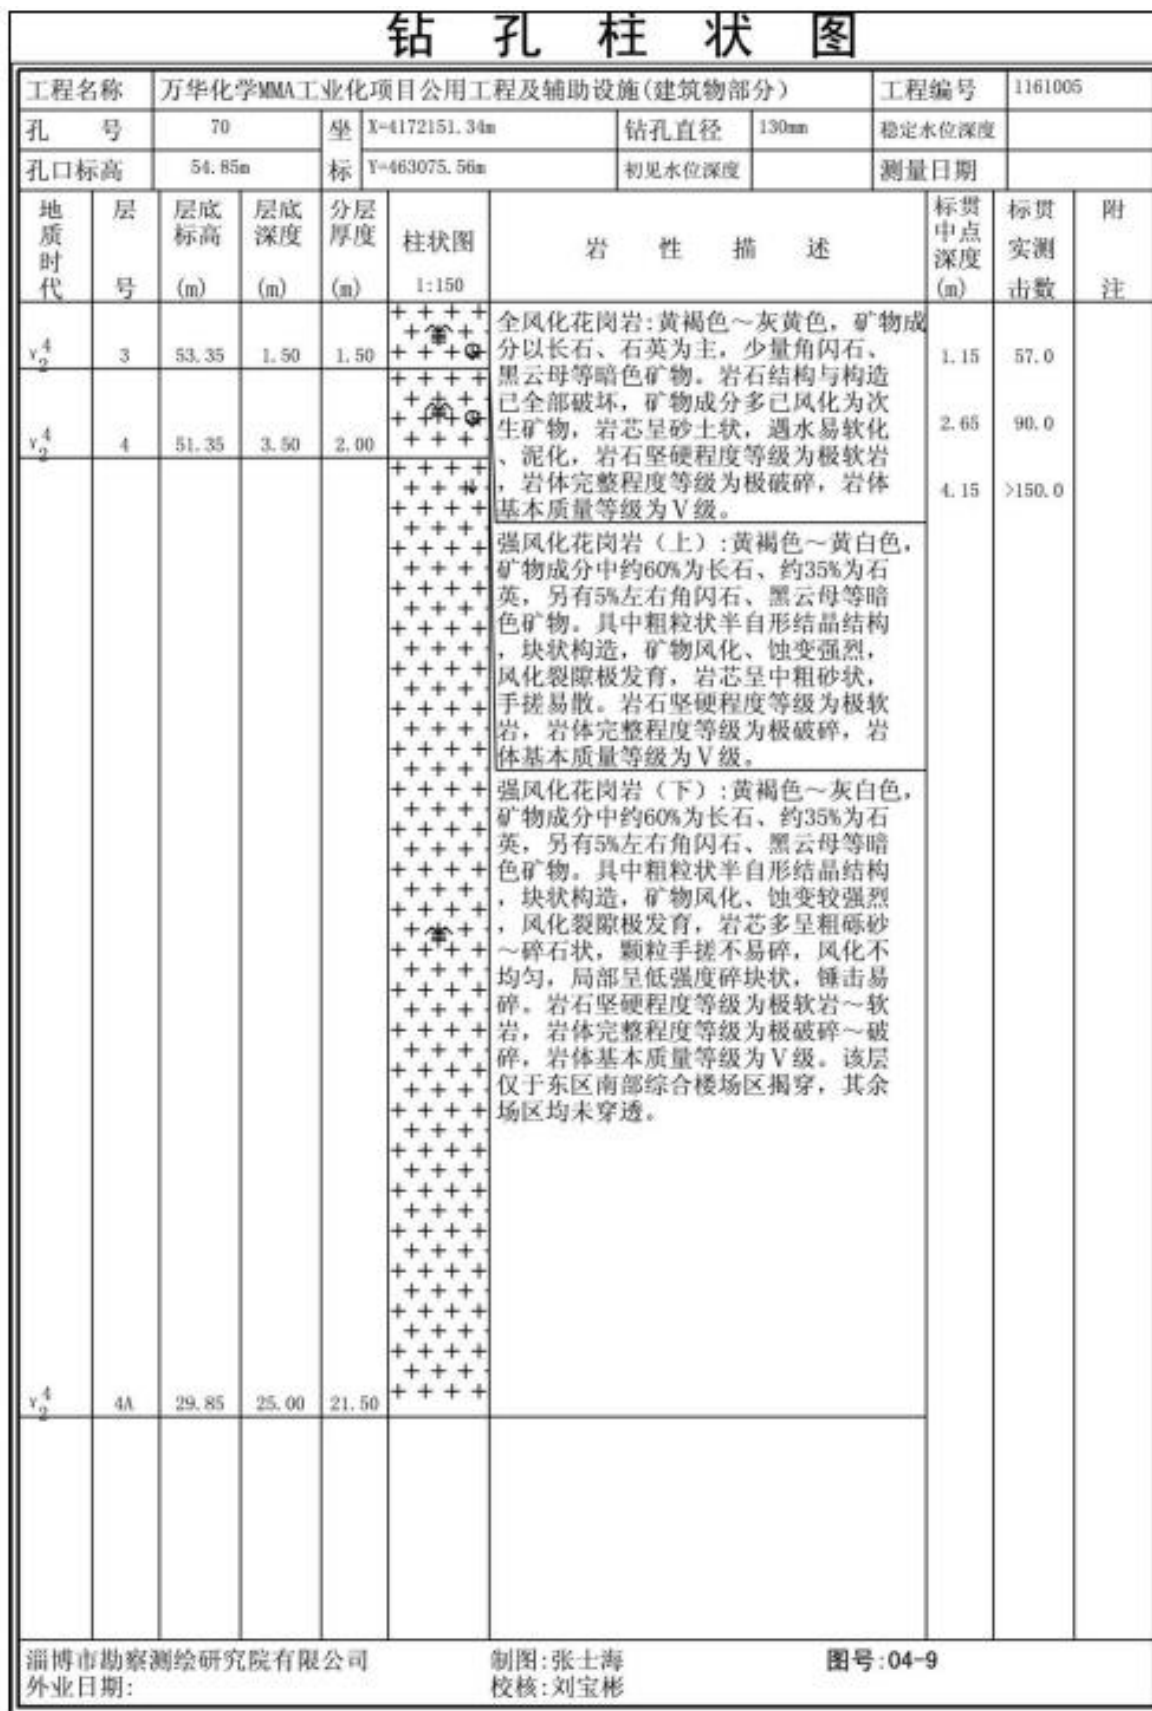 钻孔柱状图
工程名称 万华化学MMA工业化项目公用工程及辅助设施(建筑物部分) 工程编号 1161005
孔号 70 坐标 X=4172151.34m 钻孔直径 130mm 稳定水位深度
孔口标高 54.85m Y=463075.56m 初见水位深度 测量日期
地质时代 层号 层底标高(m) 层底深度(m) 分层厚度(m) 柱状图 1:150 岩性描述 标贯中点深度(m) 标贯实测击数 附注
全风化花岗岩:黄褐色～灰黄色，矿物成
分以长石、石英为主，少量角闪石、
黑云母等暗色矿物。岩石结构与构造
已全部破坏，矿物成分多已风化为次
生矿物，岩芯呈砂土状，遇水易软化
、泥化，岩石坚硬程度等级为极软岩
，岩体完整程度等级为极破碎，岩体
基本质量等级为Ⅴ级。
γ₂⁴ 3 53.35 1.50 1.50
1.15 57.0
γ₂⁴ 4 51.35 3.50 2.00
2.65 90.0
4.15 >150.0
强风化花岗岩（上）:黄褐色～黄白色，
矿物成分中约60%为长石、约35%为石
英，另有5%左右角闪石、黑云母等暗
色矿物。具中粗粒状半自形结晶结构
，块状构造，矿物风化、蚀变强烈，
风化裂隙极发育，岩芯呈中粗砂状，
手搓易散。岩石坚硬程度等级为极软
岩，岩体完整程度等级为极破碎，岩
体基本质量等级为Ⅴ级。
强风化花岗岩（下）:黄褐色～灰白色，
矿物成分中约60%为长石、约35%为石
英，另有5%左右角闪石、黑云母等暗
色矿物。具中粗粒状半自形结晶结构
，块状构造，矿物风化、蚀变较强烈
，风化裂隙极发育，岩芯多呈粗砾砂
～碎石状，颗粒手搓不易碎，风化不
均匀，局部呈低强度碎块状，锤击易
碎。岩石坚硬程度等级为极软岩～软
岩，岩体完整程度等级为极破碎～破
碎，岩体基本质量等级为Ⅴ级。该层
仅于东区南部综合楼场区揭穿，其余
场区均未穿透。
γ₂⁴ 4A 29.85 25.00 21.50
淄博市勘察测绘研究院有限公司 制图:张士海 图号:04-9
外业日期: 校核:刘宝彬